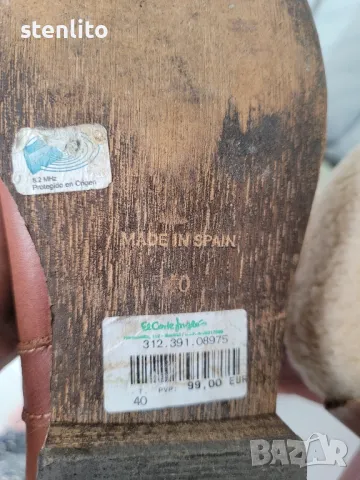 stenlito
8.2 MHz
Protegido en Origen
MADE IN SPAIN
El Corte Inglés
312.391.08975
1 PVP: 99,00 EUR
40
BAZAR